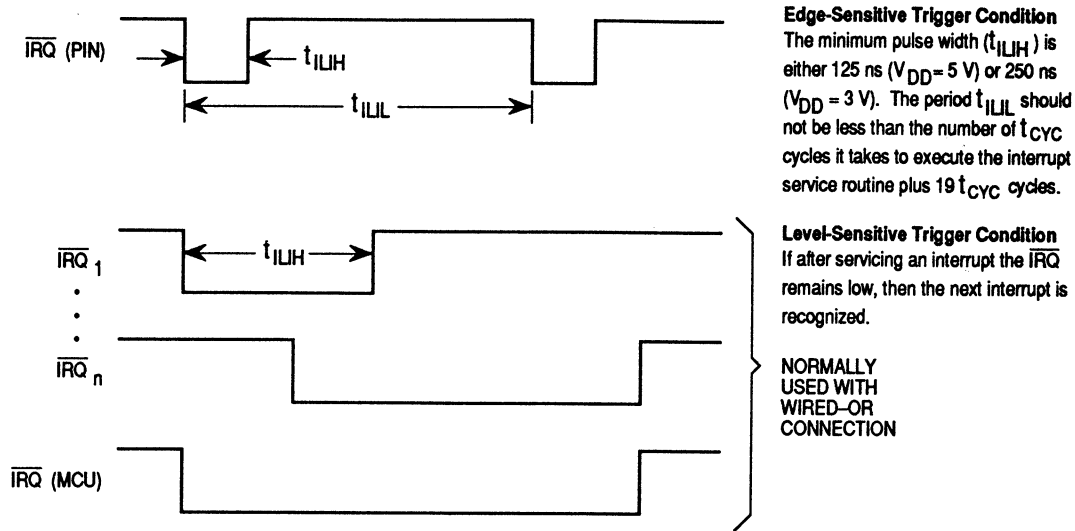 IRQ (PIN)
tILIH
tILIL
Edge-Sensitive Trigger Condition
The minimum pulse width (tILIH) is
either 125 ns (VDD = 5 V) or 250 ns
(VDD = 3 V). The period tILIL should
not be less than the number of tCYC
cycles it takes to execute the interrupt
service routine plus 19 tCYC cycles.
IRQ 1
tILIH
IRQ n
IRQ (MCU)
Level-Sensitive Trigger Condition
If after servicing an interrupt the IRQ
remains low, then the next interrupt is
recognized.
NORMALLY
USED WITH
WIRED–OR
CONNECTION